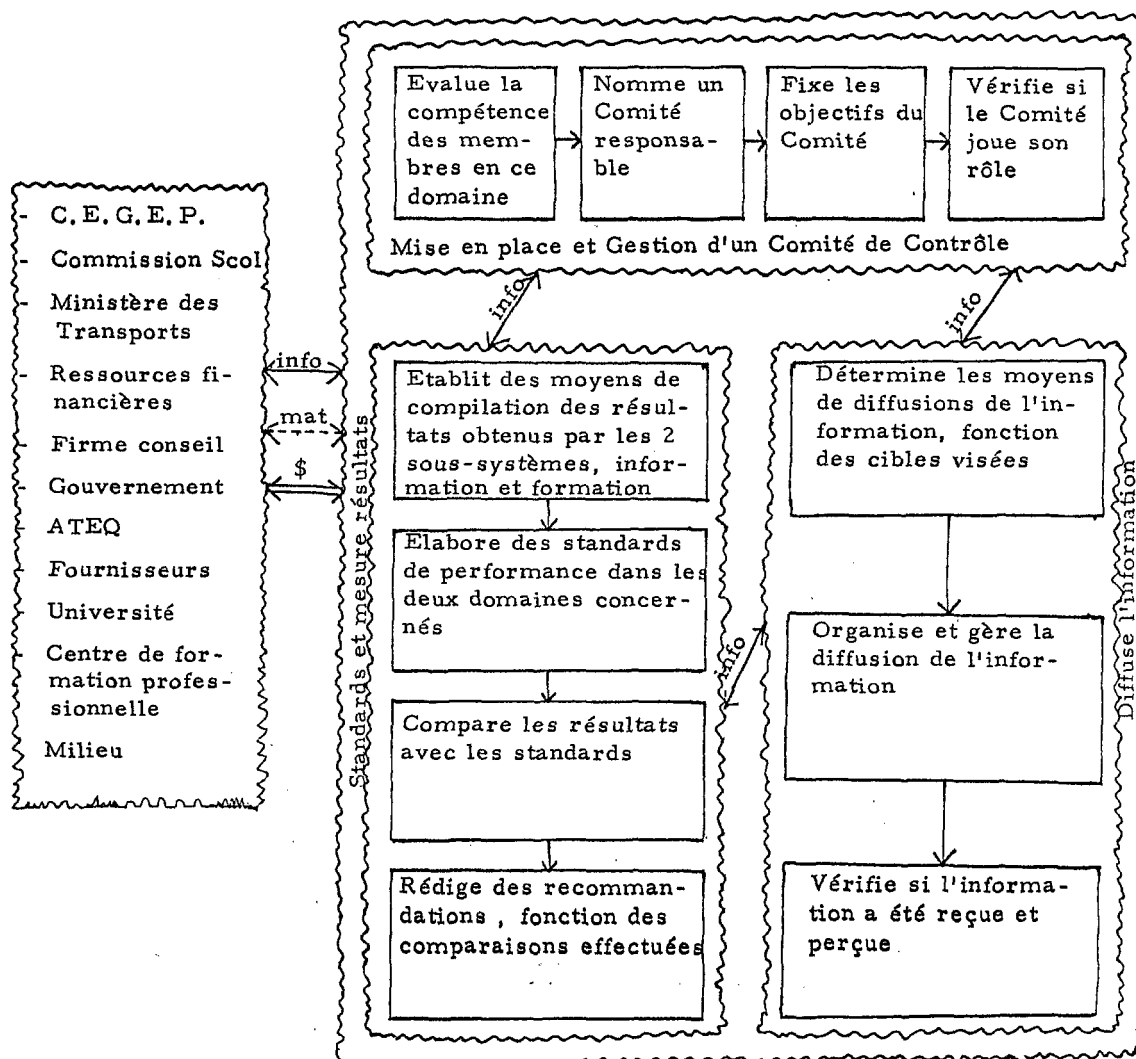 Evalue la
compétence
des mem-
bres en ce
domaine
Nomme un
Comité
responsa-
ble
Fixe les
objectifs du
Comité
Vérifie si
le Comité
joue son
rôle
Mise en place et Gestion d'un Comité de Contrôle
- C.E.G.E.P.
- Commission Scol
- Ministère des
Transports
- Ressources fi-
nancières
- Firme conseil
- Gouvernement
- ATEQ
- Fournisseurs
- Université
- Centre de for-
mation profes-
sionnelle
Milieu
info
mat
$
info
info
Standards et mesure résultats
Etablit des moyens de
compilation des résul-
tats obtenus par les 2
sous-systèmes, infor-
mation et formation
Elabore des standards
de performance dans les
deux domaines concer-
nés
Compare les résultats
avec les standards
Rédige des recomman-
dations , fonction des
comparaisons effectuées
info
Détermine les moyens
de diffusions de l'in-
formation, fonction
des cibles visées
Organise et gère la
diffusion de l'infor-
mation
Vérifie si l'informa-
tion a été reçue et
perçue
Diffuse l'information